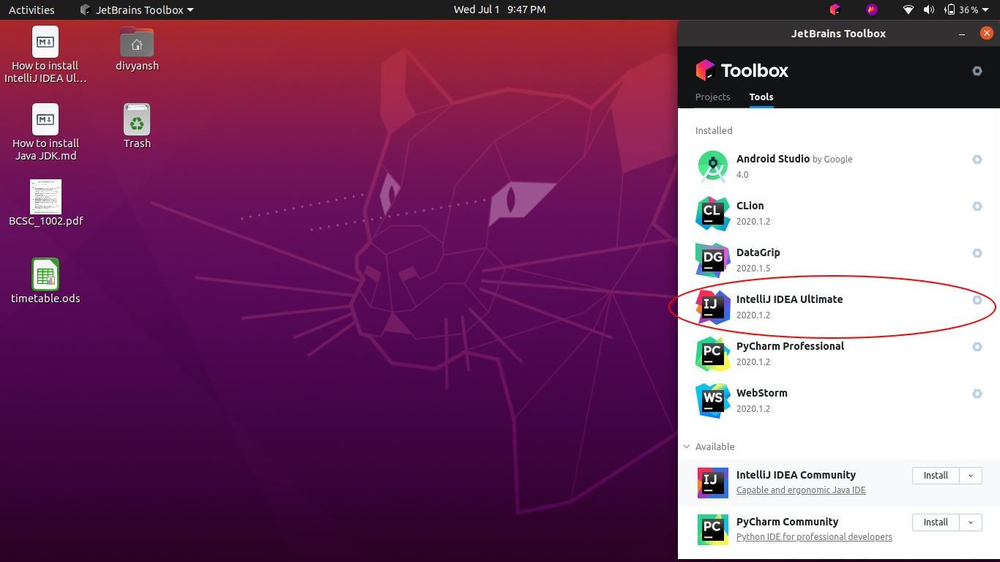 Activities
JetBrains Toolbox
Wed Jul 1 9:47 PM
36 %
How to install
IntelliJ IDEA Ul...
divyansh
How to install
Java JDK.md
Trash
BCSC_1002.pdf
timetable.ods
JetBrains Toolbox
Toolbox
Projects
Tools
Installed
Android Studio by Google
4.0
CL
CLion
2020.1.2
DG
DataGrip
2020.1.5
IJ
IntelliJ IDEA Ultimate
2020.1.2
PC
PyCharm Professional
2020.1.2
WS
WebStorm
2020.1.2
Available
IJ
IntelliJ IDEA Community
Capable and ergonomic Java IDE
Install
PC
PyCharm Community
Python IDE for professional developers
Install